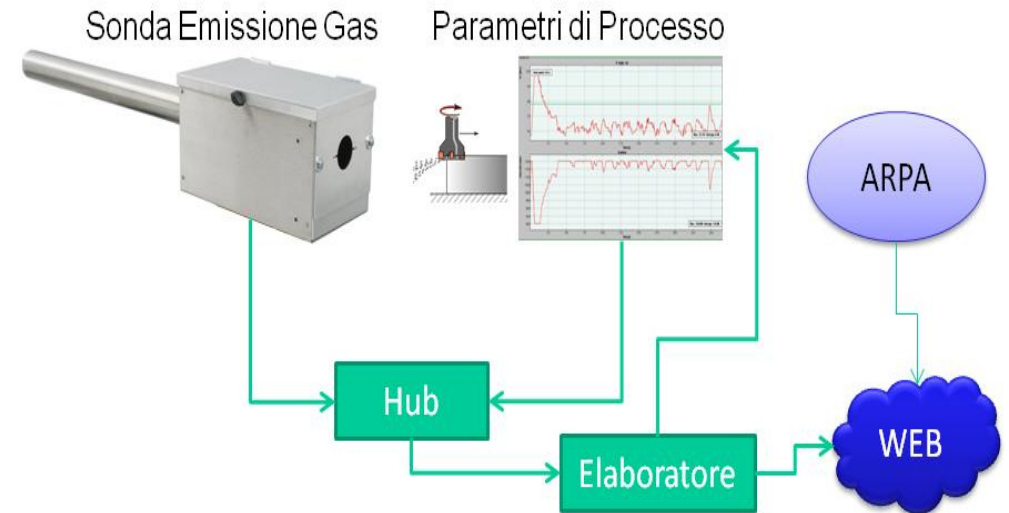 Sonda Emissione Gas
Parametri di Processo
ARPA
Hub
WEB
Elaboratore